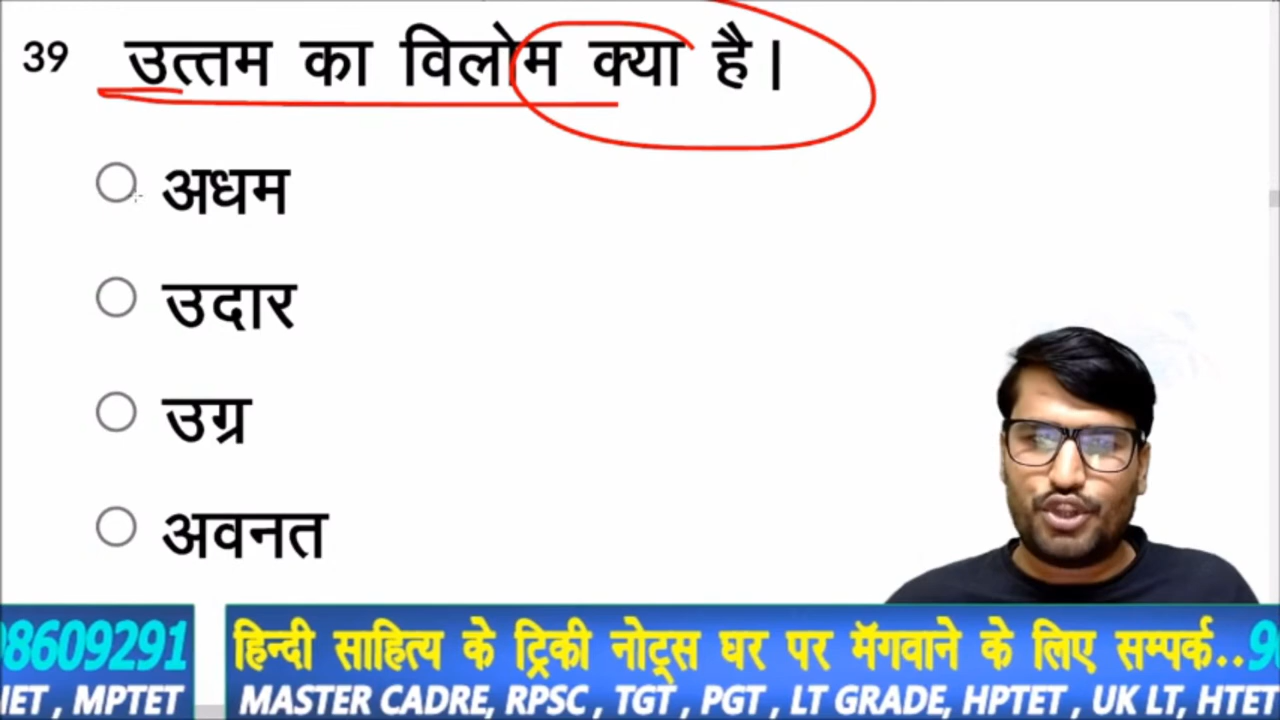 39 उत्तम का विलोम क्या है।
अधम
उदार
उग्र
अवनत
98609291 हिन्दी साहित्य के ट्रिकी नोट्स घर पर मॅगवाने के लिए सम्पर्क..
MPTET MASTER CADRE, RPSC , TGT , PGT , LT GRADE, HPTET , UK LT, HTET